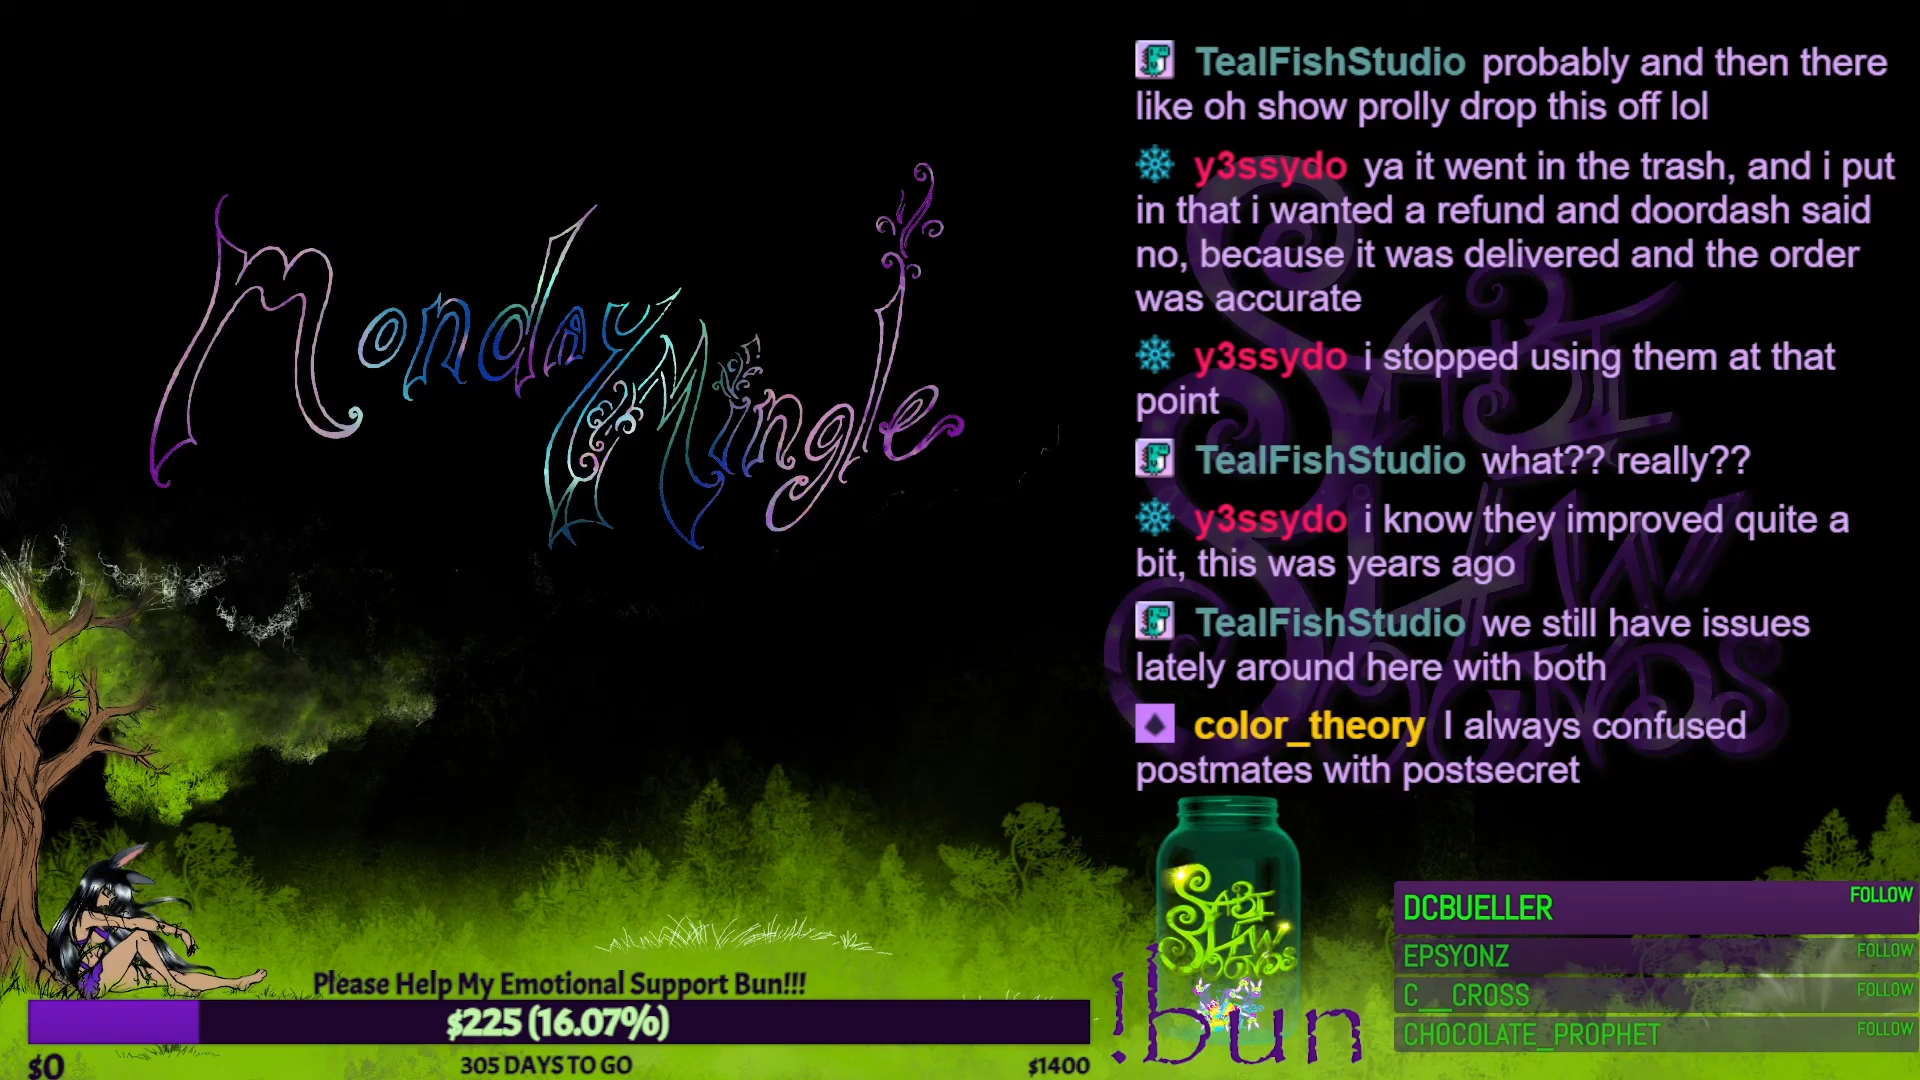 Monday
Mingle
TealFishStudio probably and then there
like oh show prolly drop this off lol
y3ssydo ya it went in the trash, and i put
in that i wanted a refund and doordash said
no, because it was delivered and the order
was accurate
y3ssydo i stopped using them at that
point
TealFishStudio what?? really??
y3ssydo i know they improved quite a
bit, this was years ago
TealFishStudio we still have issues
lately around here with both
color_theory I always confused
postmates with postsecret
SABI
SLAW
!bun
DCBUELLER FOLLOW
EPSYONZ FOLLOW
C__CROSS FOLLOW
CHOCOLATE_PROPHET FOLLOW
Please Help My Emotional Support Bun!!!
$225 (16.07%)
$0 305 DAYS TO GO $1400